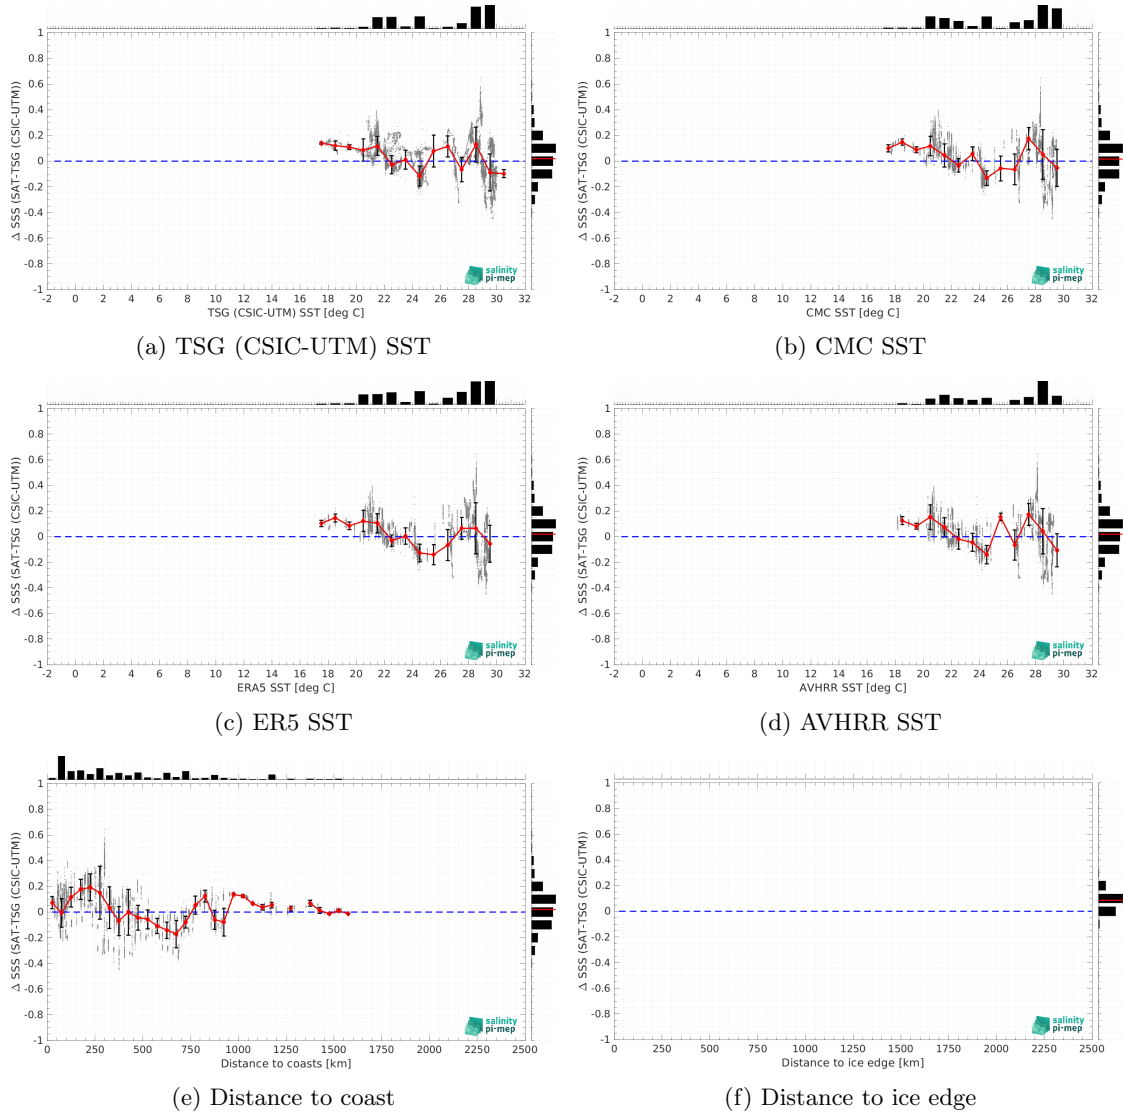 1
0.8
0.6
0.4
0.2
0
-0.2
-0.4
-0.6
-0.8
-1
Δ SSS (SAT-TSG (CSIC-UTM))
-2 0 2 4 6 8 10 12 14 16 18 20 22 24 26 28 30 32
TSG (CSIC-UTM) SST [deg C]
salinity
pi-mep
(a) TSG (CSIC-UTM) SST
1
0.8
0.6
0.4
0.2
0
-0.2
-0.4
-0.6
-0.8
-1
Δ SSS (SAT-TSG (CSIC-UTM))
-2 0 2 4 6 8 10 12 14 16 18 20 22 24 26 28 30 32
CMC SST [deg C]
salinity
pi-mep
(b) CMC SST
1
0.8
0.6
0.4
0.2
0
-0.2
-0.4
-0.6
-0.8
-1
Δ SSS (SAT-TSG (CSIC-UTM))
-2 0 2 4 6 8 10 12 14 16 18 20 22 24 26 28 30 32
ERA5 SST [deg C]
salinity
pi-mep
(c) ER5 SST
1
0.8
0.6
0.4
0.2
0
-0.2
-0.4
-0.6
-0.8
-1
Δ SSS (SAT-TSG (CSIC-UTM))
-2 0 2 4 6 8 10 12 14 16 18 20 22 24 26 28 30 32
AVHRR SST [deg C]
salinity
pi-mep
(d) AVHRR SST
1
0.8
0.6
0.4
0.2
0
-0.2
-0.4
-0.6
-0.8
-1
Δ SSS (SAT-TSG (CSIC-UTM))
0 250 500 750 1000 1250 1500 1750 2000 2250 2500
Distance to coasts [km]
salinity
pi-mep
(e) Distance to coast
1
0.8
0.6
0.4
0.2
0
-0.2
-0.4
-0.6
-0.8
-1
Δ SSS (SAT-TSG (CSIC-UTM))
0 250 500 750 1000 1250 1500 1750 2000 2250 2500
Distance to ice edge [km]
salinity
pi-mep
(f) Distance to ice edge